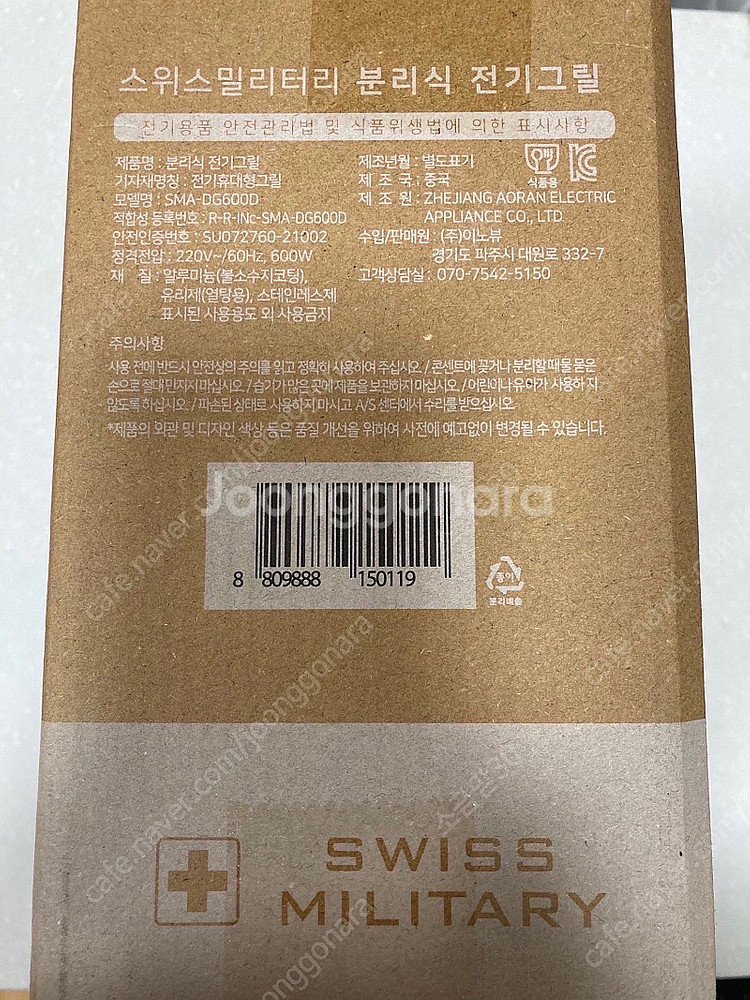 스위스밀리터리 분리식 전기그릴
전기용품 안전관리법 및 식품위생법에 의한 표시사항
제품명 : 분리식 전기그릴
기자재명칭 : 전기휴대형그릴
모델명 : SMA-DG600D
적합성 등록번호 : R-R-INc-SMA-DG600D
안전인증번호 : SU072760-21002
정격전압 : 220V~/60Hz, 600W
재 질 : 알루미늄(불소수지코팅),
유리제(열탕용), 스테인레스제
표시된 사용용도 외 사용금지
제조년월 : 별도표기
제 조 국 : 중국
제 조 원 : ZHEJIANG AORAN ELECTRIC
APPLIANCE CO., LTD
수입/판매원 : (주)이노뷰
경기도 파주시 대원로 332-7
고객상담실 : 070-7542-5150
식품용
주의사항
사용 전에 반드시 안전상의 주의를 읽고 정확히 사용하여 주십시오. / 콘센트에 꽂거나 분리할 때 물 묻은
손으로 절대 만지지 마십시오. / 습기가 많은 곳에 제품을 보관하지 마십시오. / 어린이나 유아가 사용하 지
않도록 하십시오. / 파손된 상태로 사용하지 마시고 A/S 센터에서 수리를 받으십시오.
*제품의 외관 및 디자인 색상 등은 품질 개선을 위하여 사전에 예고없이 변경될 수 있습니다.
Joonggonara
8 809888 150119
종이
분리배출
SWISS
MILITARY
cafe.naver.com/joonggonara